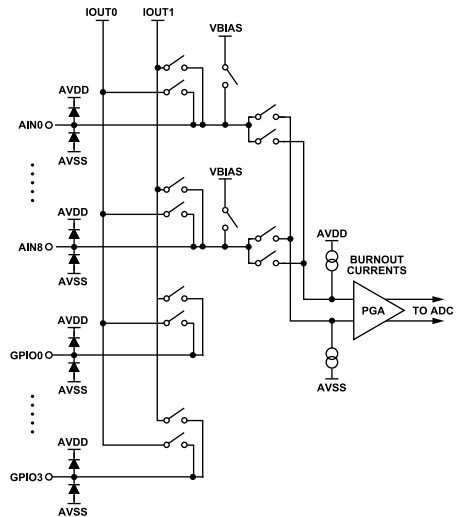 IOUT0 IOUT1
VBIAS
AVDD
AIN0
AVSS
VBIAS
AVDD
AIN8
AVSS
AVDD
BURNOUT
CURRENTS
PGA
TO ADC
AVDD
GPIO0
AVSS
AVSS
AVDD
GPIO3
AVSS